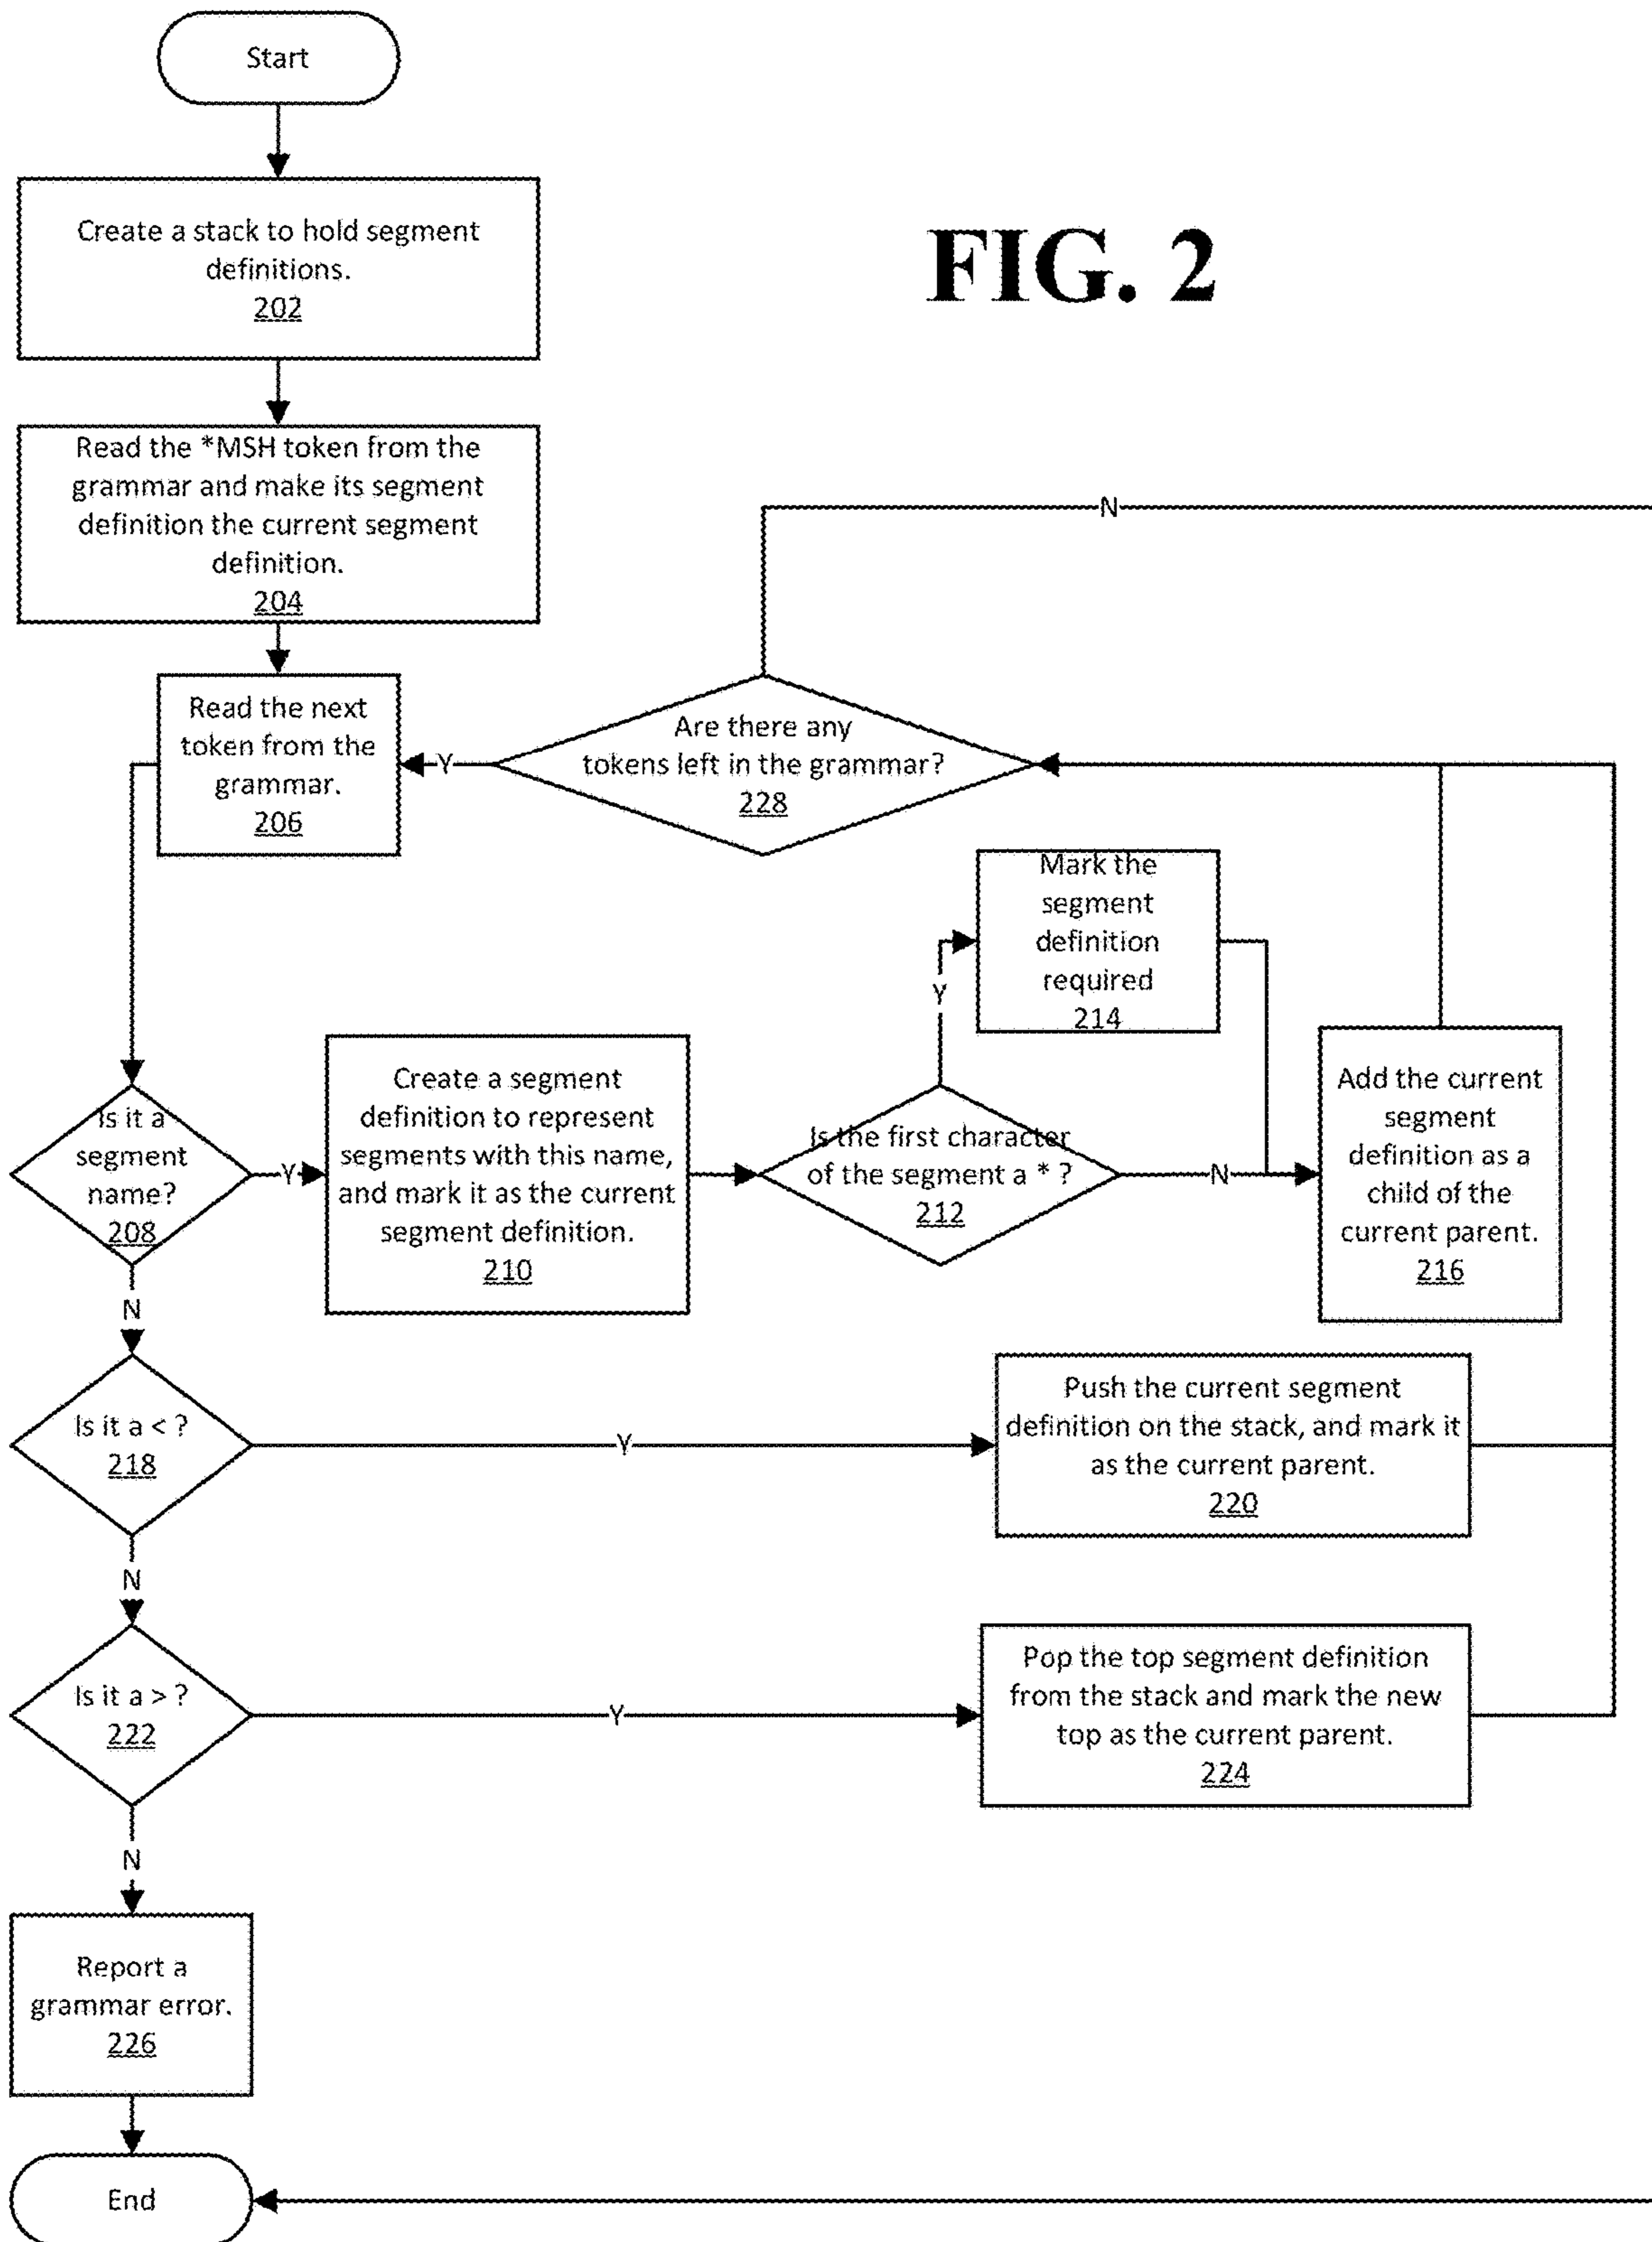 Start
Create a stack to hold segment
definitions.
202
FIG. 2
Read the *MSH token from the
grammar and make its segment
definition the current segment
definition.
204
N
Read the next
token from the
grammar.
206
Y
Are there any
tokens left in the grammar?
228
Mark the
segment
definition
required
214
Y
Is it a
segment
name?
208
Y
Create a segment
definition to represent
segments with this name,
and mark it as the current
segment definition.
210
Is the first character
of the segment a * ?
212
N
Add the current
segment
definition as a
child of the
current parent.
216
N
Is it a < ?
218
Y
Push the current segment
definition on the stack, and mark it
as the current parent.
220
N
Is it a > ?
222
Y
Pop the top segment definition
from the stack and mark the new
top as the current parent.
224
N
Report a
grammar error.
226
End